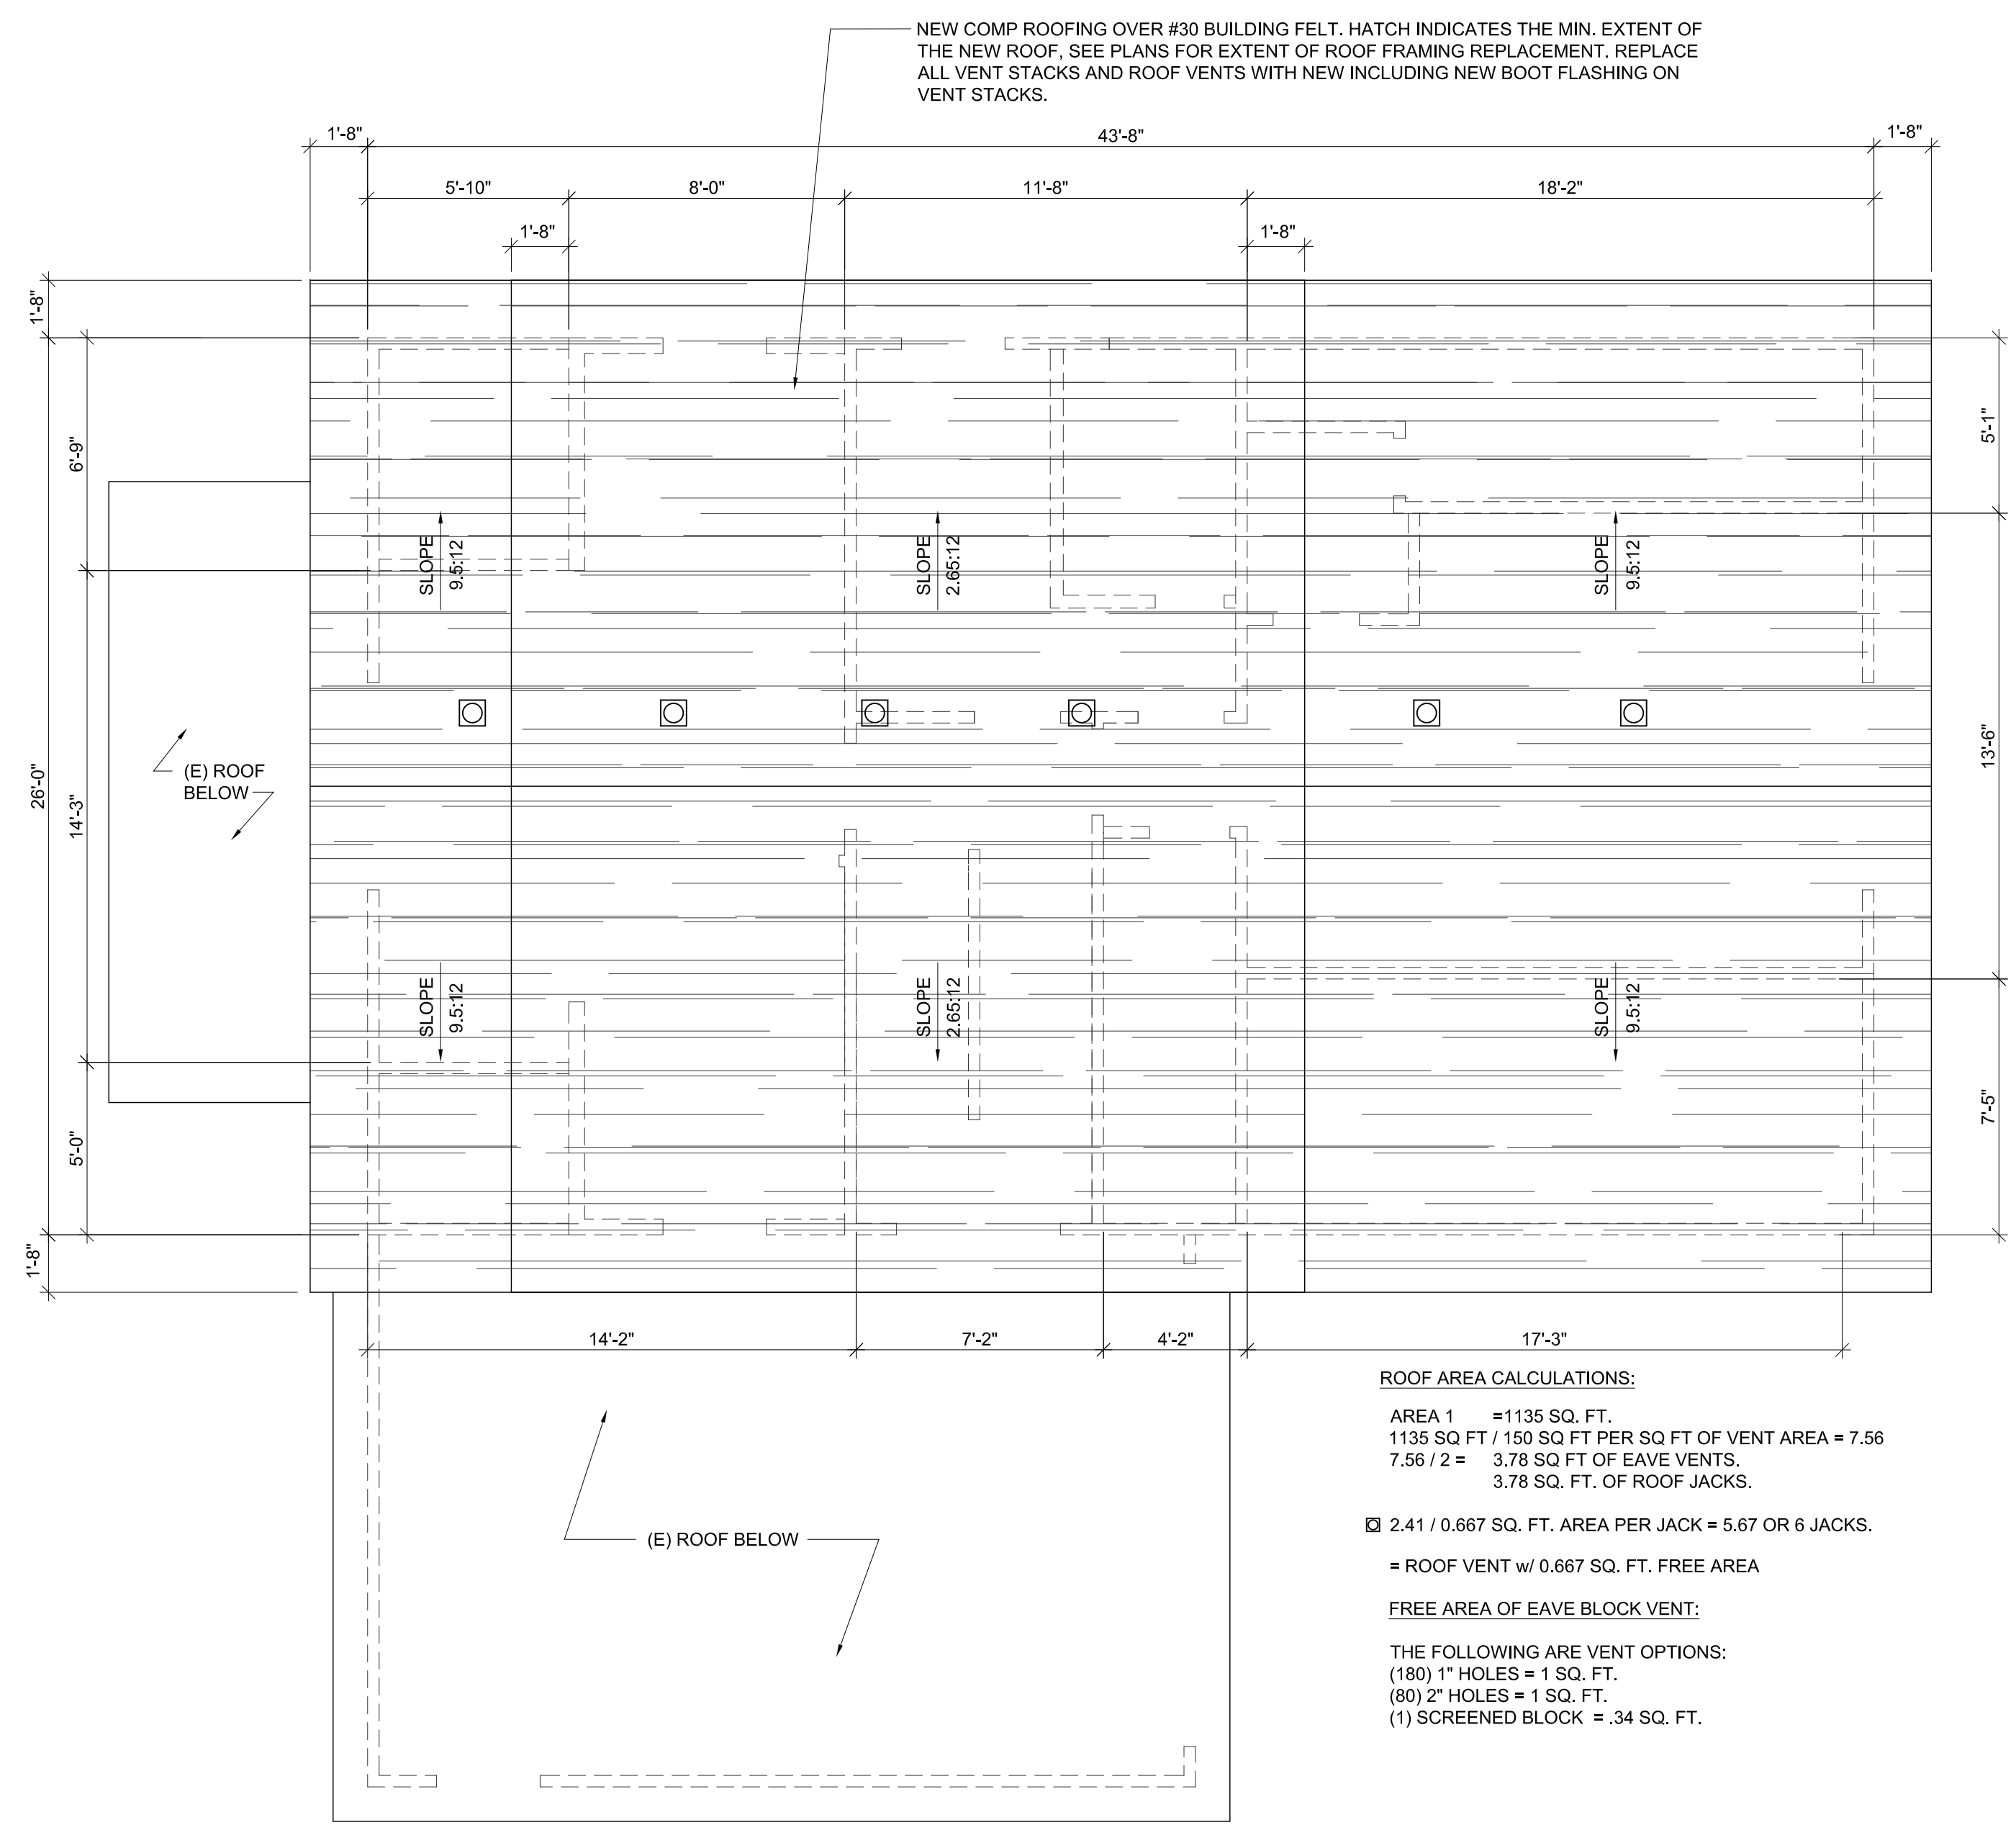 NEW COMP ROOFING OVER #30 BUILDING FELT. HATCH INDICATES THE MIN. EXTENT OF
THE NEW ROOF, SEE PLANS FOR EXTENT OF ROOF FRAMING REPLACEMENT. REPLACE
ALL VENT STACKS AND ROOF VENTS WITH NEW INCLUDING NEW BOOT FLASHING ON
VENT STACKS.
1'-8"
43'-8"
1'-8"
5'-10"
8'-0"
11'-8"
18'-2"
1'-8"
1'-8"
1'-8"
26'-0"
1'-8"
6'-9"
14'-3"
5'-0"
5'-1"
13'-6"
7'-5"
SLOPE
9.5:12
SLOPE
2.65:12
SLOPE
9.5:12
(E) ROOF
BELOW
SLOPE
9.5:12
SLOPE
2.65:12
SLOPE
9.5:12
14'-2"
7'-2"
4'-2"
17'-3"
(E) ROOF BELOW
ROOF AREA CALCULATIONS:
AREA 1 =1135 SQ. FT.
1135 SQ FT / 150 SQ FT PER SQ FT OF VENT AREA = 7.56
7.56 / 2 = 3.78 SQ FT OF EAVE VENTS.
3.78 SQ. FT. OF ROOF JACKS.
2.41 / 0.667 SQ. FT. AREA PER JACK = 5.67 OR 6 JACKS.
= ROOF VENT w/ 0.667 SQ. FT. FREE AREA
FREE AREA OF EAVE BLOCK VENT:
THE FOLLOWING ARE VENT OPTIONS:
(180) 1" HOLES = 1 SQ. FT.
(80) 2" HOLES = 1 SQ. FT.
(1) SCREENED BLOCK = .34 SQ. FT.